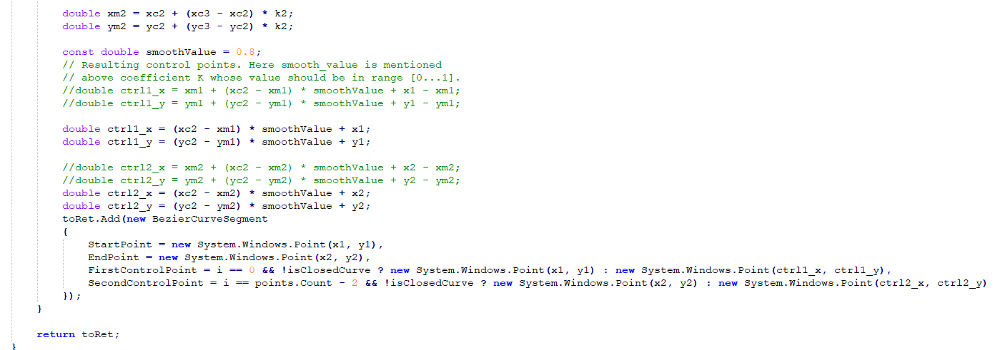 double xm2 = xc2 + (xc3 - xc2) * k2;
double ym2 = yc2 + (yc3 - yc2) * k2;
const double smoothValue = 0.8;
// Resulting control points. Here smooth_value is mentioned
// above coefficient K whose value should be in range [0...1].
//double ctrl1_x = xm1 + (xc2 - xm1) * smoothValue + x1 - xm1;
//double ctrl1_y = ym1 + (yc2 - ym1) * smoothValue + y1 - ym1;
double ctrl1_x = (xc2 - xm1) * smoothValue + x1;
double ctrl1_y = (yc2 - ym1) * smoothValue + y1;
//double ctrl2_x = xm2 + (xc2 - xm2) * smoothValue + x2 - xm2;
//double ctrl2_y = ym2 + (yc2 - ym2) * smoothValue + y2 - ym2;
double ctrl2_x = (xc2 - xm2) * smoothValue + x2;
double ctrl2_y = (yc2 - ym2) * smoothValue + y2;
toRet.Add(new BezierCurveSegment
{
StartPoint = new System.Windows.Point(x1, y1),
EndPoint = new System.Windows.Point(x2, y2),
FirstControlPoint = i == 0 && !isClosedCurve ? new System.Windows.Point(x1, y1) : new System.Windows.Point(ctrl1_x, ctrl1_y),
SecondControlPoint = i == points.Count - 2 && !isClosedCurve ? new System.Windows.Point(x2, y2) : new System.Windows.Point(ctrl2_x, ctrl2_y)
});
}
return toRet;
}